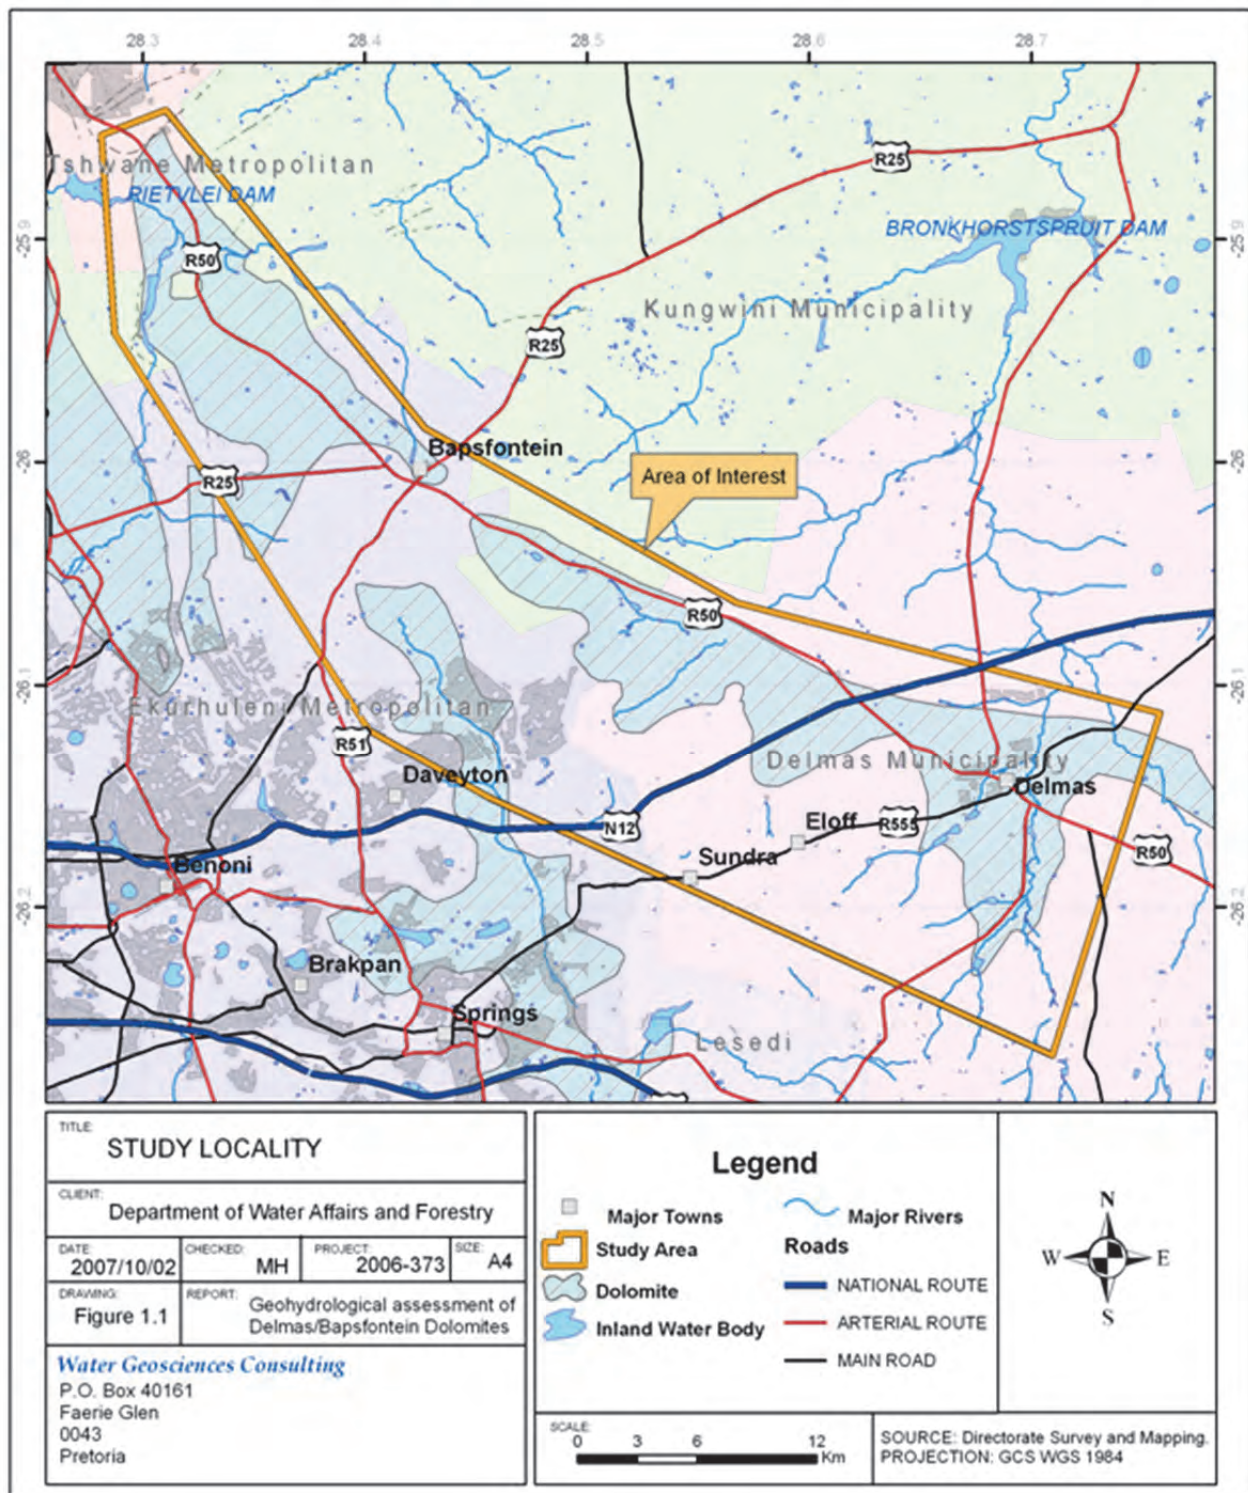 28.3 28.4 28.5 28.6 28.7
Tshwane Metropolitan
RIETVLEI DAM
R25
BRONKHORSTSPRUIT DAM
-25.9
-25.9
R50
Kungwini Municipality
R25
Bapsfontein
-26
-26
Area of Interest
R25
R50
-26.1
-26.1
Ekurhuleni Metropolitan
R51
Delmas Municipality
Daveyton
Delmas
Eloff
R555
N12
R50
Sundra
Benoni
-26.2
-26.2
Brakpan
Springs
Lesedi
TITLE:
STUDY LOCALITY
CLIENT:
Department of Water Affairs and Forestry
DATE:
2007/10/02
CHECKED:
MH
PROJECT:
2006-373
SIZE:
A4
DRAWING:
Figure 1.1
REPORT:
Geohydrological assessment of
Delmas/Bapsfontein Dolomites
Water Geosciences Consulting
P.O. Box 40161
Faerie Glen
0043
Pretoria
Legend
Major Towns
Study Area
Dolomite
Inland Water Body
Major Rivers
Roads
NATIONAL ROUTE
ARTERIAL ROUTE
MAIN ROAD
N
W E
S
SCALE:
0 3 6 12
Km
SOURCE: Directorate Survey and Mapping.
PROJECTION: GCS WGS 1984